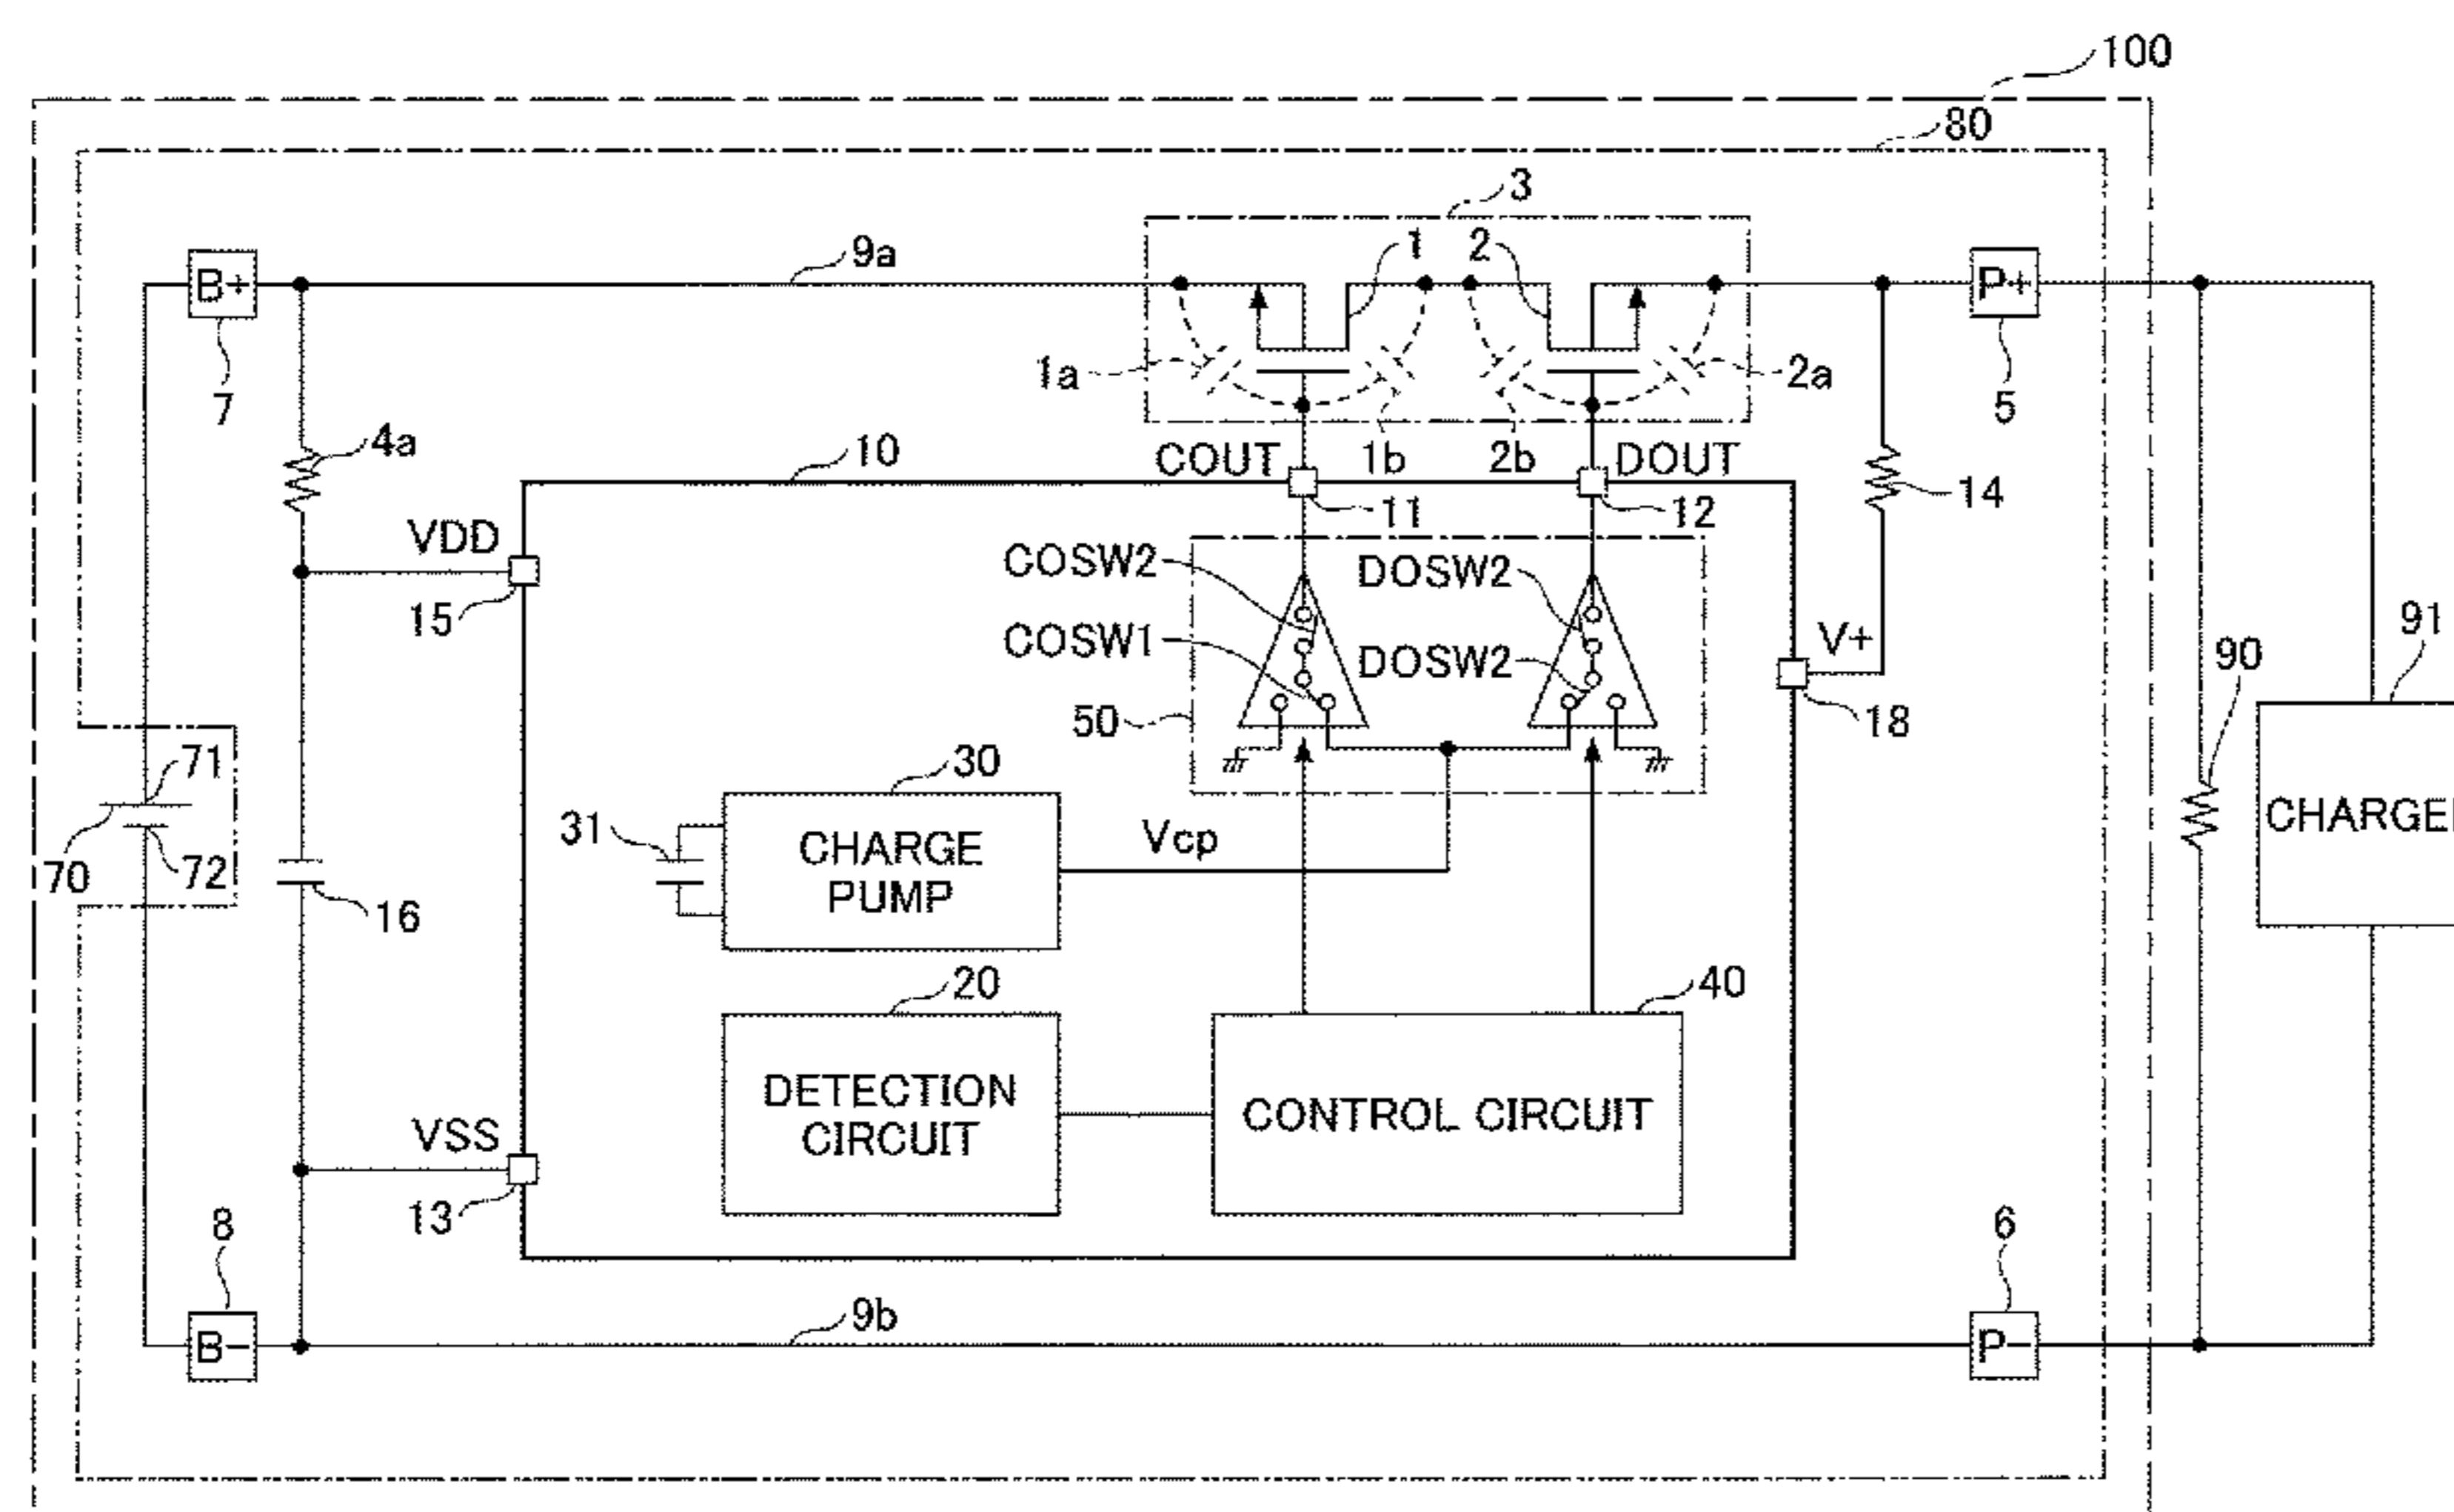 100
80
3
9a
1 2
B+
P+
1a
2a
7
5
4a
10
COUT 1b 2b DOUT
14
11 12
VDD
COSW2 DOSW2
15
V+
91
COSW1 DOSW2
90
50
18
71
30
31
CHARGE
PUMP
Vcp
CHARGE
70 72
16
20
40
DETECTION
CIRCUIT
CONTROL CIRCUIT
VSS
13
8
6
9b
B−
P−